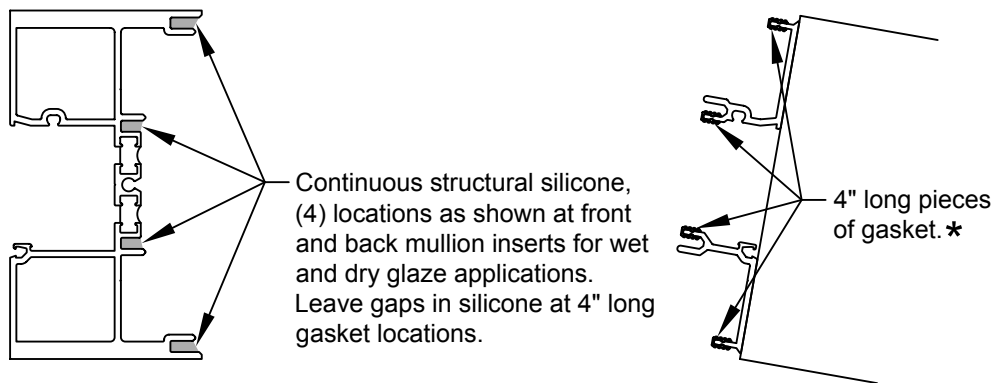 Continuous structural silicone,
(4) locations as shown at front
and back mullion inserts for wet
and dry glaze applications.
Leave gaps in silicone at 4" long
gasket locations.
4" long pieces
of gasket.*